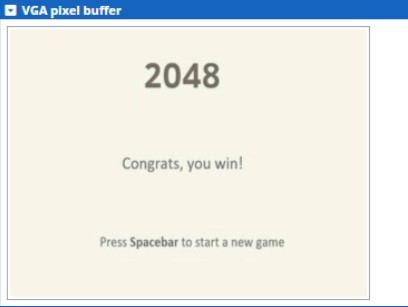 VGA pixel buffer
2048
Congrats, you win!
Press Spacebar to start a new game